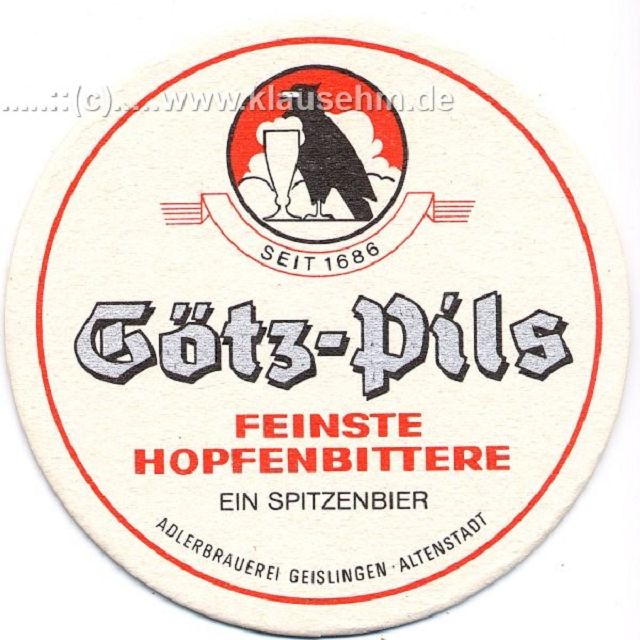 .....::(c).....www.klausehm.de
SEIT 1686
Götz-Pils
FEINSTE
HOPFENBITTERE
EIN SPITZENBIER
ADLERBRAUEREI GEISLINGEN · ALTENSTADT